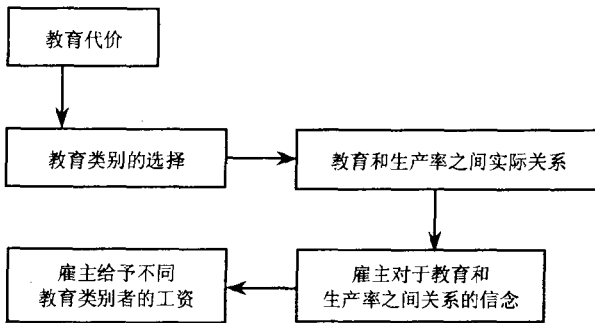 教育代价
教育类别的选择
教育和生产率之间实际关系
雇主给予不同
教育类别者的工资
雇主对于教育和
生产率之间关系的信念